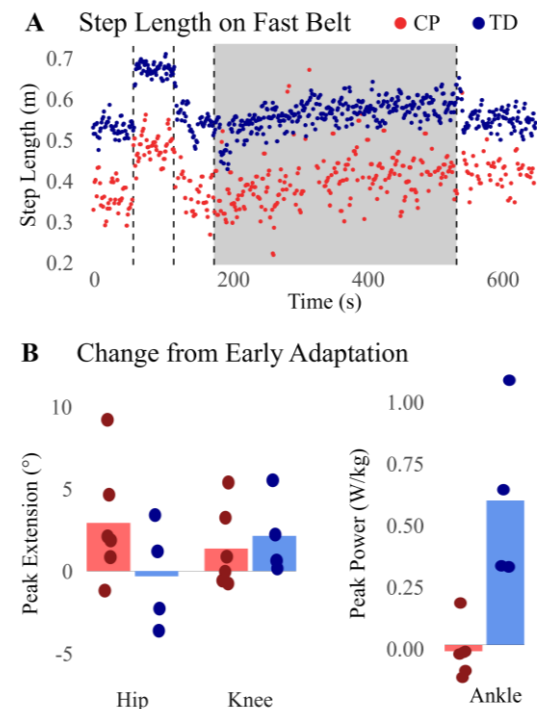 A Step Length on Fast Belt CP TD
Step Length (m)
0.7
0.6
0.5
0.4
0.3
0.2
0 200 400 600
Time (s)
B Change from Early Adaptation
Peak Extension (°)
10
5
0
-5
Hip Knee
Peak Power (W/kg)
1.00
0.75
0.50
0.25
0.00
Ankle